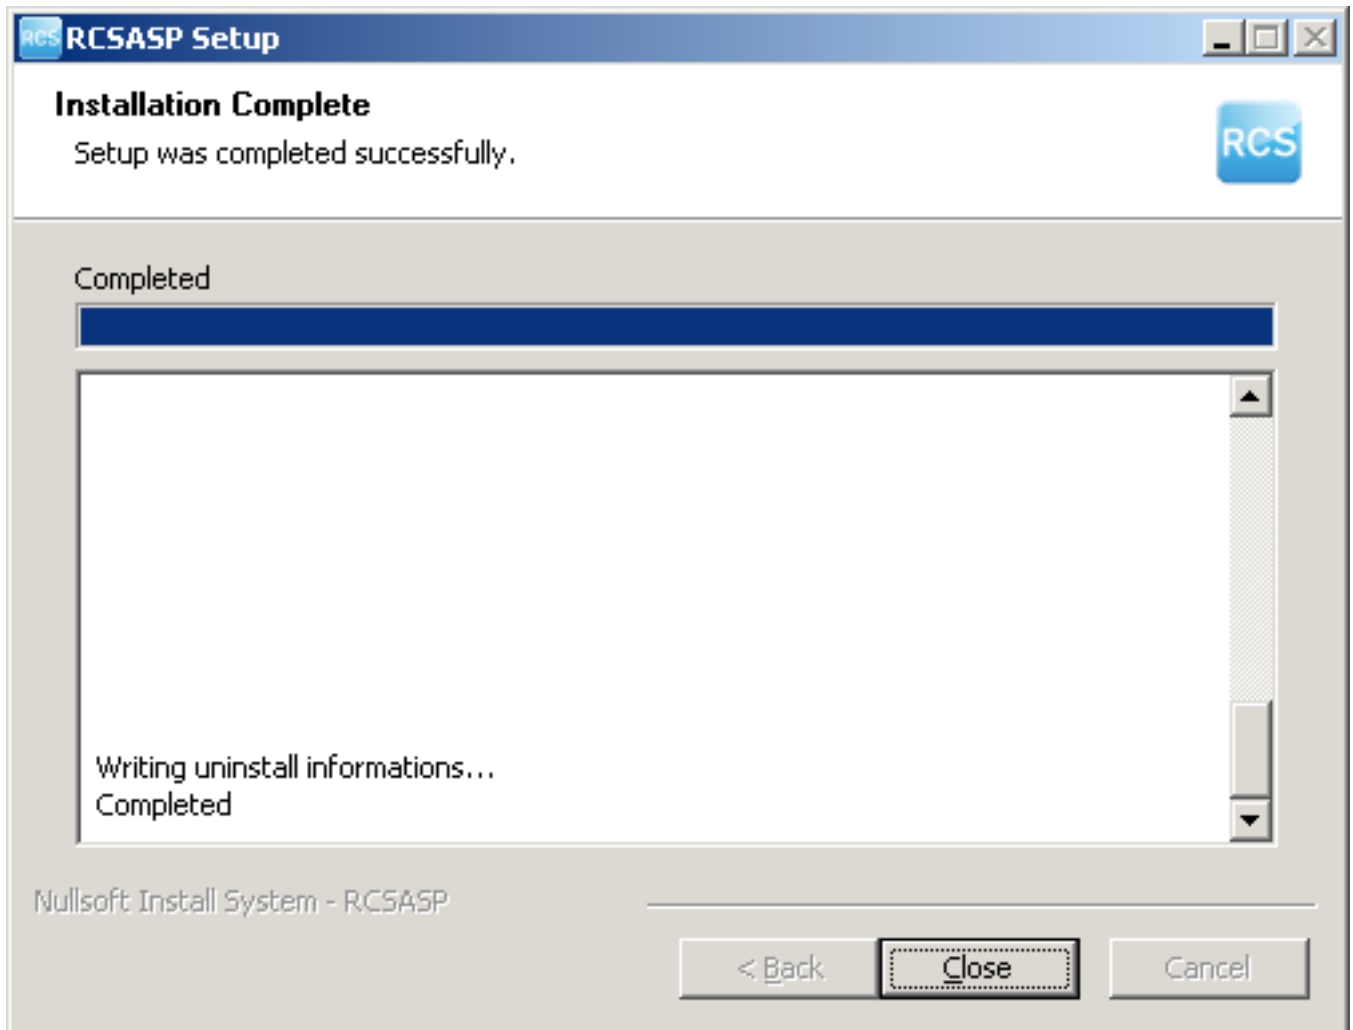 RCS RCSASP Setup
Installation Complete
Setup was completed successfully.
RCS
Completed
Writing uninstall informations...
Completed
Nullsoft Install System - RCSASP
< Back Close Cancel